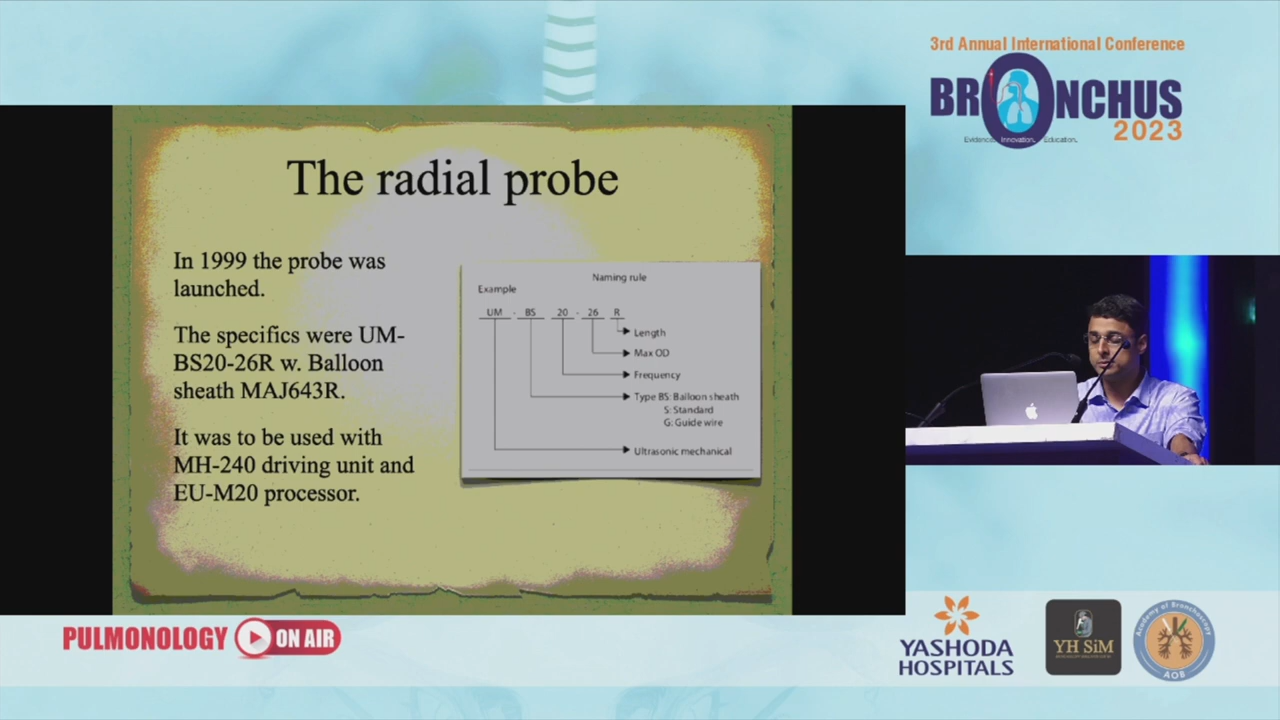 3rd Annual International Conference
BRONCHUS
2023
Evidence. Innovation. Education.
The radial probe
In 1999 the probe was
launched.
The specifics were UM-
BS20-26R w. Balloon
sheath MAJ643R.
It was to be used with
MH-240 driving unit and
EU-M20 processor.
Naming rule
Example
UM - BS 20 - 26 R
Length
Max OD
Frequency
Type BS: Balloon sheath
S: Standard
G: Guide wire
Ultrasonic mechanical
PULMONOLOGY ON AIR
YASHODA
HOSPITALS
YH SiM
Academy of Bronchoscopy
AOB